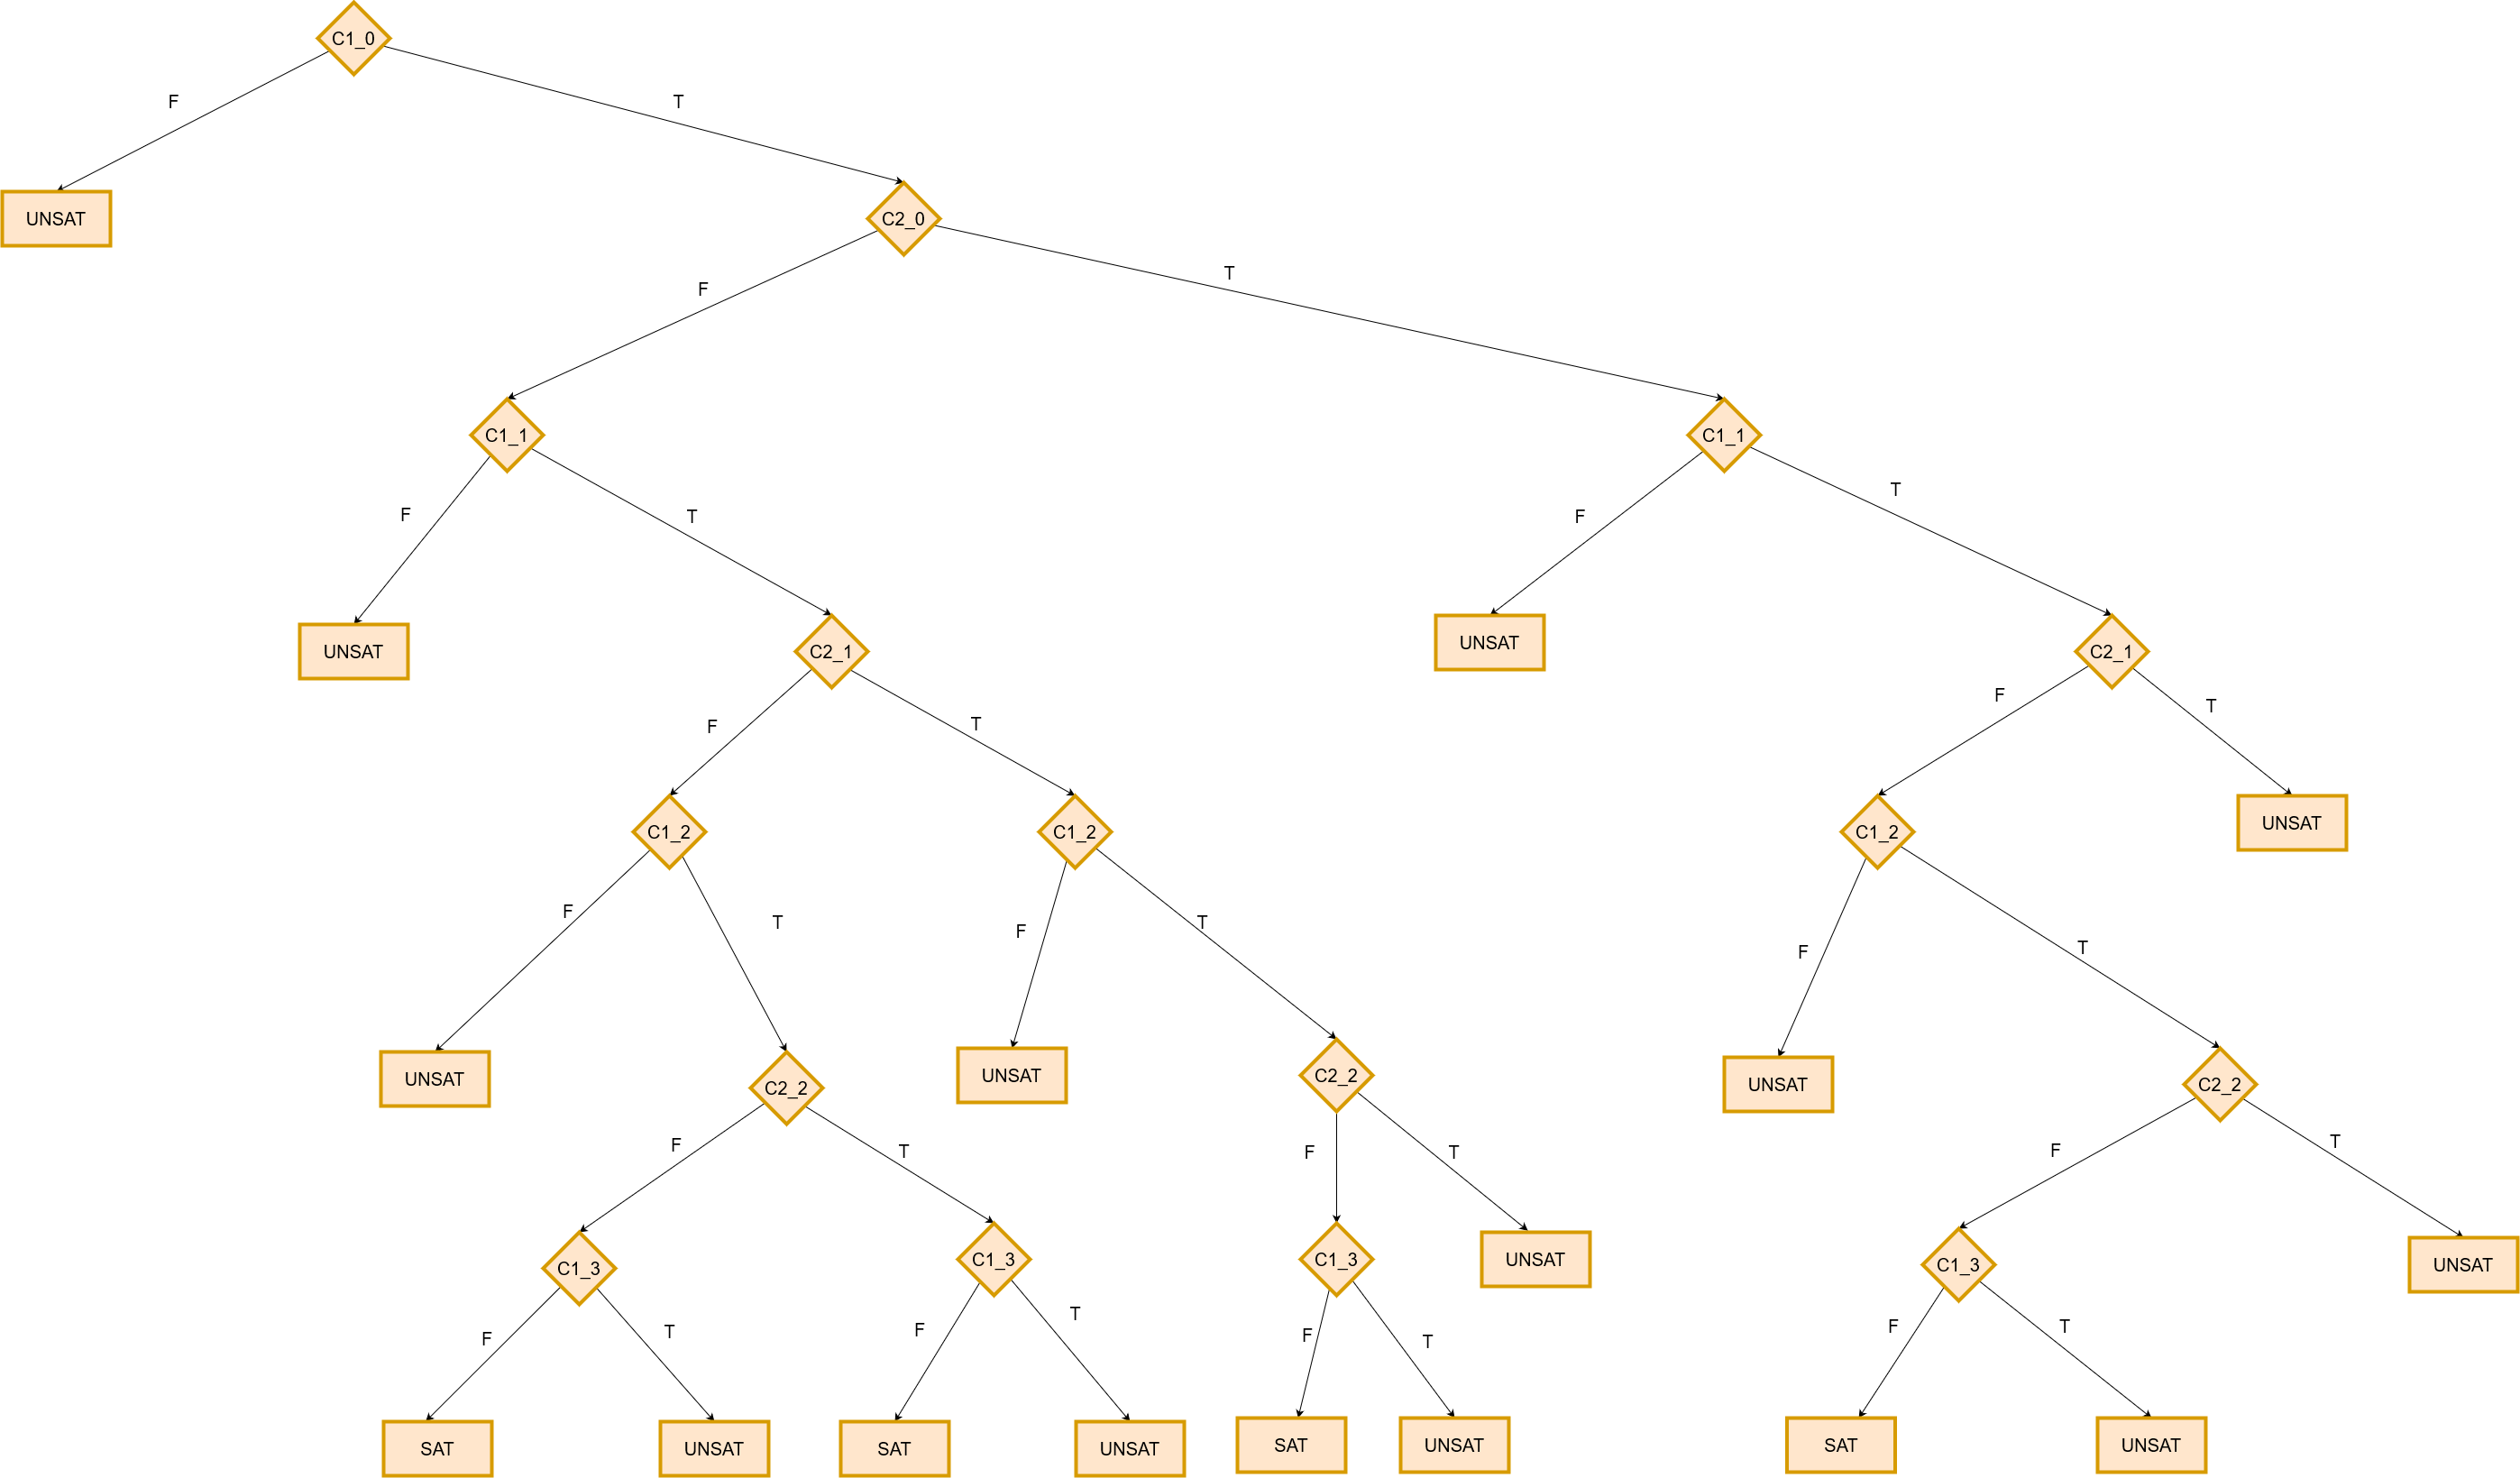 C1_0
F
T
UNSAT
C2_0
F
T
C1_1
C1_1
F
T
F
T
UNSAT
C2_1
UNSAT
C2_1
F
T
F
T
C1_2
C1_2
C1_2
UNSAT
F
T
F
T
F
T
UNSAT
C2_2
UNSAT
C2_2
UNSAT
C2_2
F
T
F
T
F
T
C1_3
C1_3
C1_3
UNSAT
C1_3
UNSAT
F
T
F
T
F
T
F
T
SAT
UNSAT
SAT
UNSAT
SAT
UNSAT
SAT
UNSAT